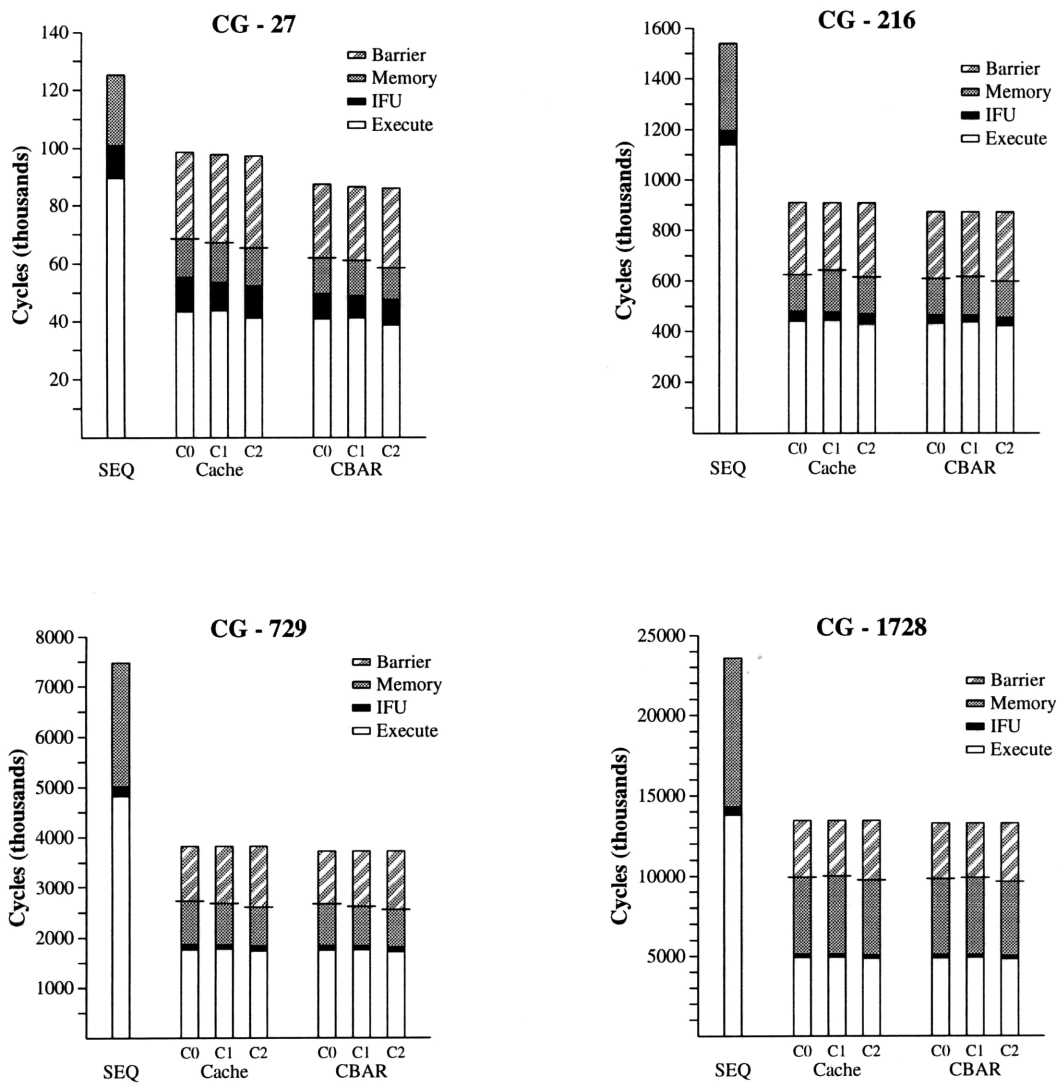 CG - 27
Cycles (thousands)
140
120
100
80
60
40
20
Barrier
Memory
IFU
Execute
C0 C1 C2 C0 C1 C2
SEQ Cache CBAR
CG - 216
Cycles (thousands)
1600
1400
1200
1000
800
600
400
200
Barrier
Memory
IFU
Execute
C0 C1 C2 C0 C1 C2
SEQ Cache CBAR
CG - 729
Cycles (thousands)
8000
7000
6000
5000
4000
3000
2000
1000
Barrier
Memory
IFU
Execute
C0 C1 C2 C0 C1 C2
SEQ Cache CBAR
CG - 1728
Cycles (thousands)
25000
20000
15000
10000
5000
Barrier
Memory
IFU
Execute
C0 C1 C2 C0 C1 C2
SEQ Cache CBAR